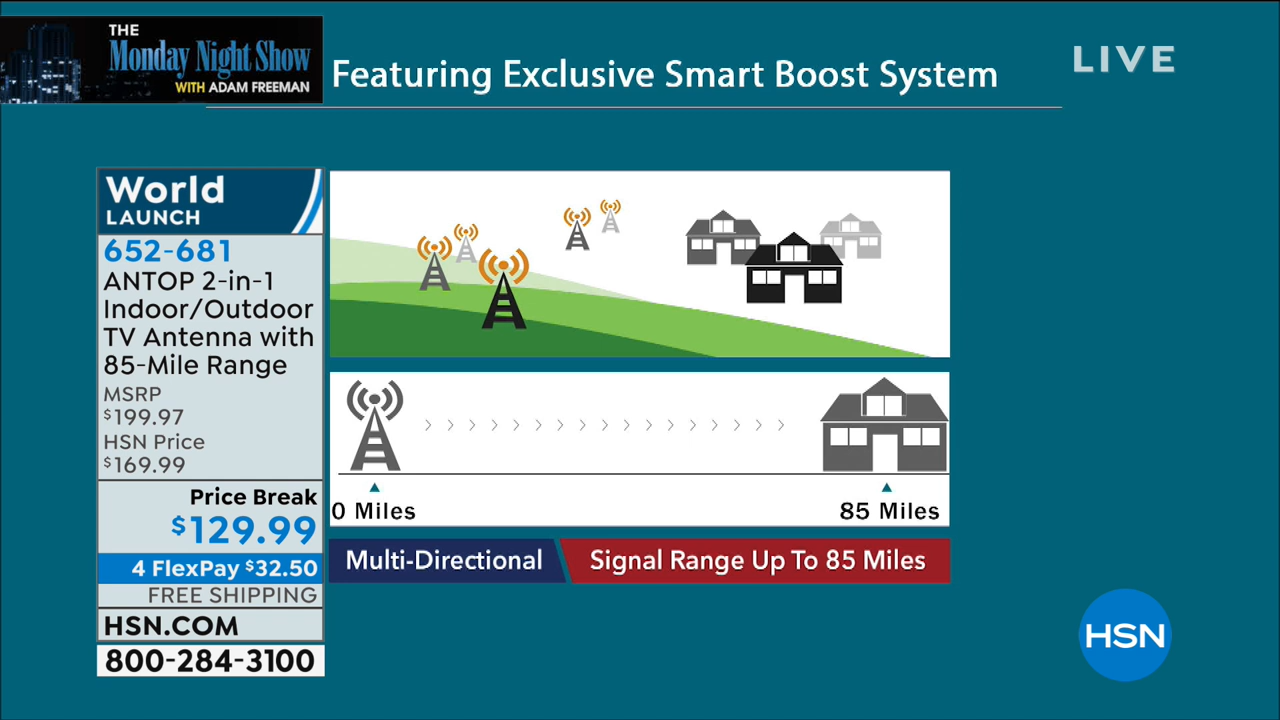 THE
Monday Night Show
WITH ADAM FREEMAN
Featuring Exclusive Smart Boost System
LIVE
World
LAUNCH
652-681
ANTOP 2-in-1
Indoor/Outdoor
TV Antenna with
85-Mile Range
MSRP
$199.97
HSN Price
$169.99
Price Break
$129.99
4 FlexPay $32.50
FREE SHIPPING
HSN.COM
800-284-3100
0 Miles
85 Miles
Multi-Directional
Signal Range Up To 85 Miles
HSN